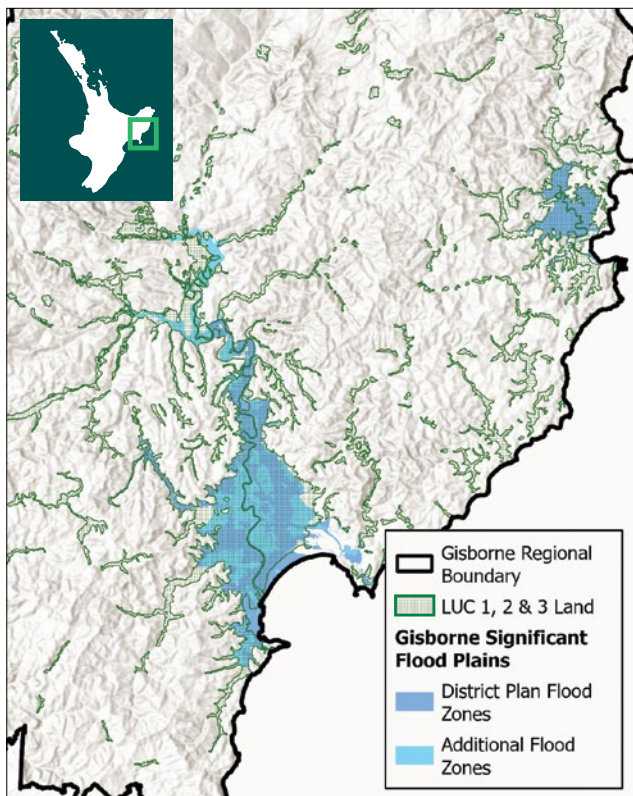 Gisborne Regional
Boundary
LUC 1, 2 & 3 Land
Gisborne Significant
Flood Plains
District Plan Flood
Zones
Additional Flood
Zones